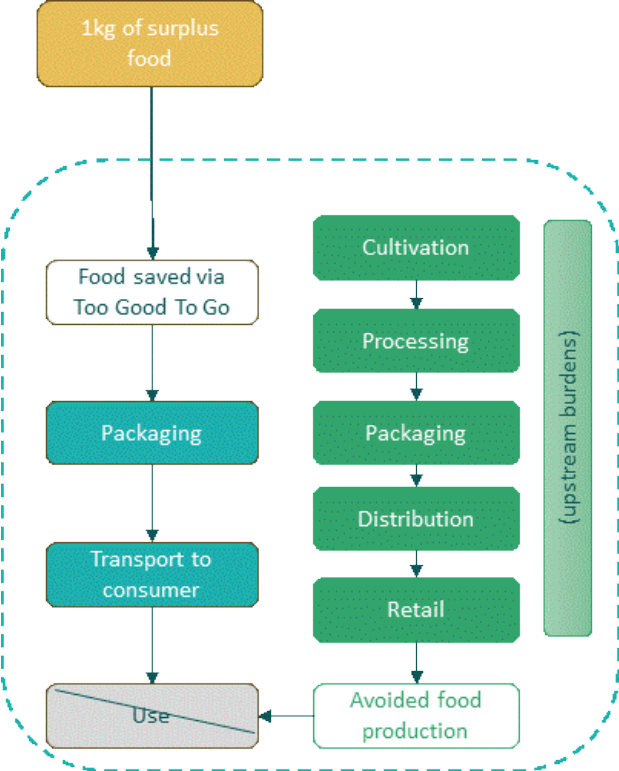 1kg of surplus
food
Food saved via
Too Good To Go
Packaging
Transport to
consumer
Use
Cultivation
Processing
Packaging
Distribution
Retail
Avoided food
production
(upstream burdens)